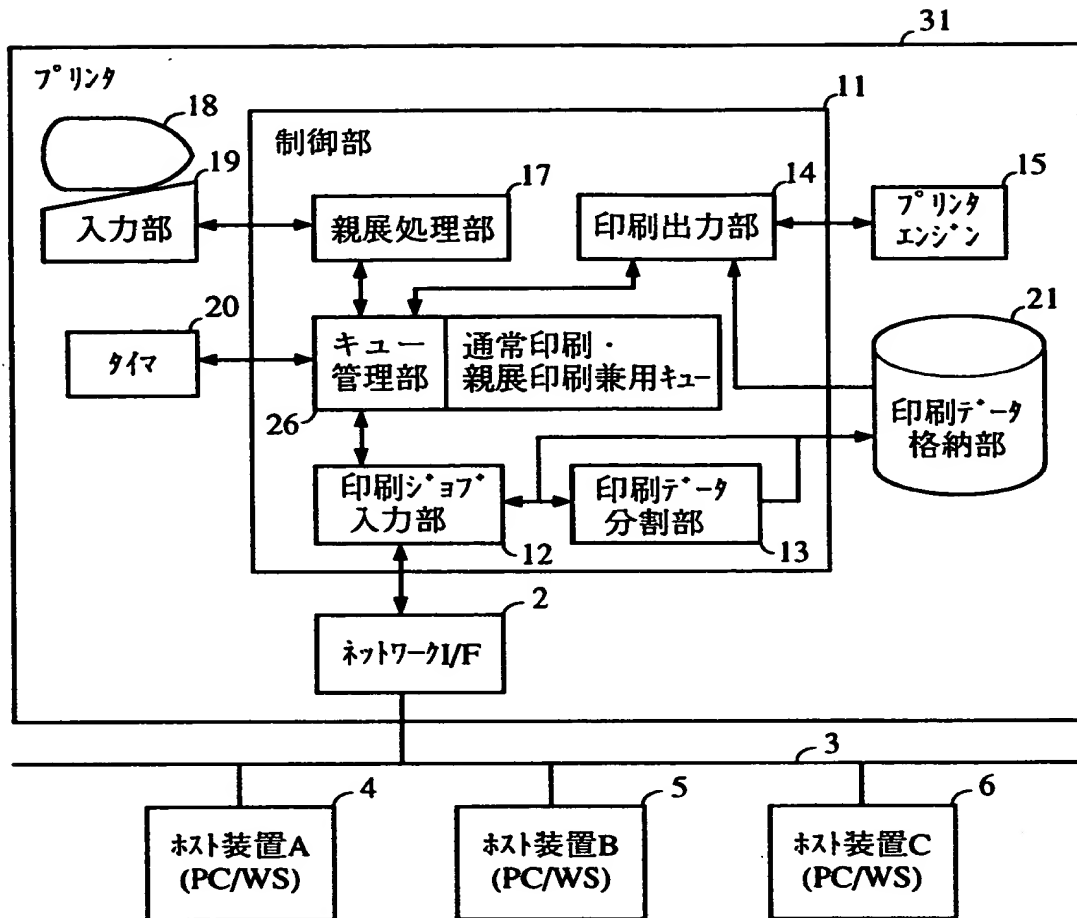 31
ﾌﾟﾘﾝﾀ
18
11
制御部
19
17
14
15
入力部
親展処理部
印刷出力部
ﾌﾟﾘﾝﾀ
ｴﾝｼﾞﾝ
20
21
ﾀｲﾏ
キュー
管理部
通常印刷・
親展印刷兼用ｷｭｰ
26
印刷ﾃﾞｰﾀ
格納部
印刷ｼﾞｮﾌﾞ
入力部
印刷ﾃﾞｰﾀ
分割部
12
13
2
ﾈｯﾄﾜｰｸI/F
3
4
5
6
ﾎｽﾄ装置A
(PC/WS)
ﾎｽﾄ装置B
(PC/WS)
ﾎｽﾄ装置C
(PC/WS)